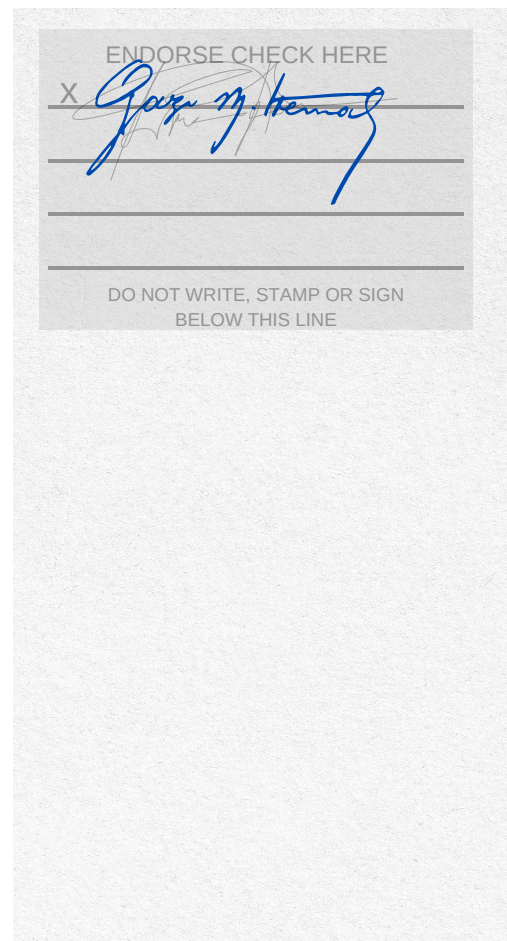 ENDORSE CHECK HERE
X
DO NOT WRITE, STAMP OR SIGN
BELOW THIS LINE